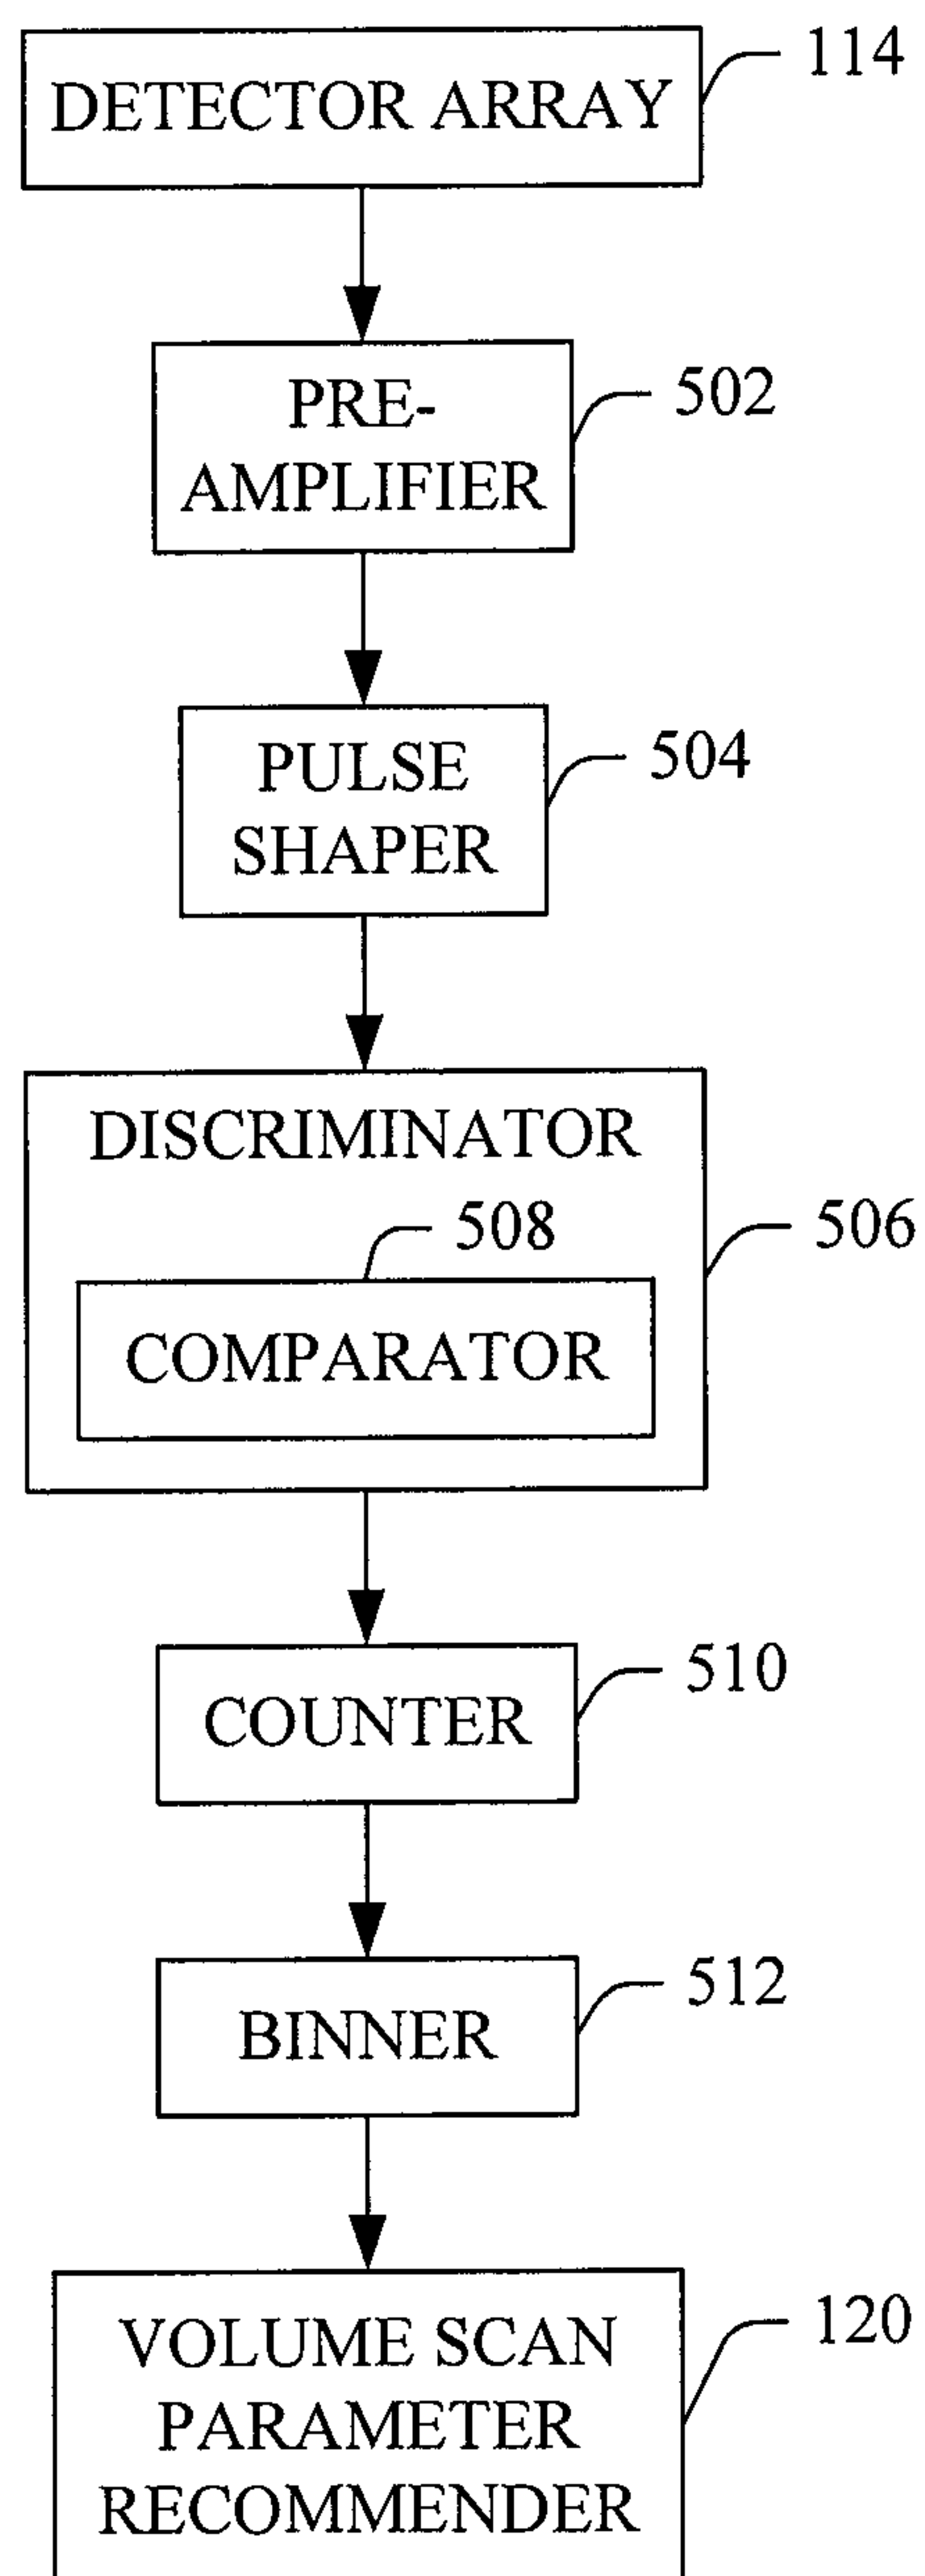 DETECTOR ARRAY
114
PRE-
AMPLIFIER
502
PULSE
SHAPER
504
DISCRIMINATOR
506
508
COMPARATOR
COUNTER
510
BINNER
512
VOLUME SCAN
PARAMETER
RECOMMENDER
120